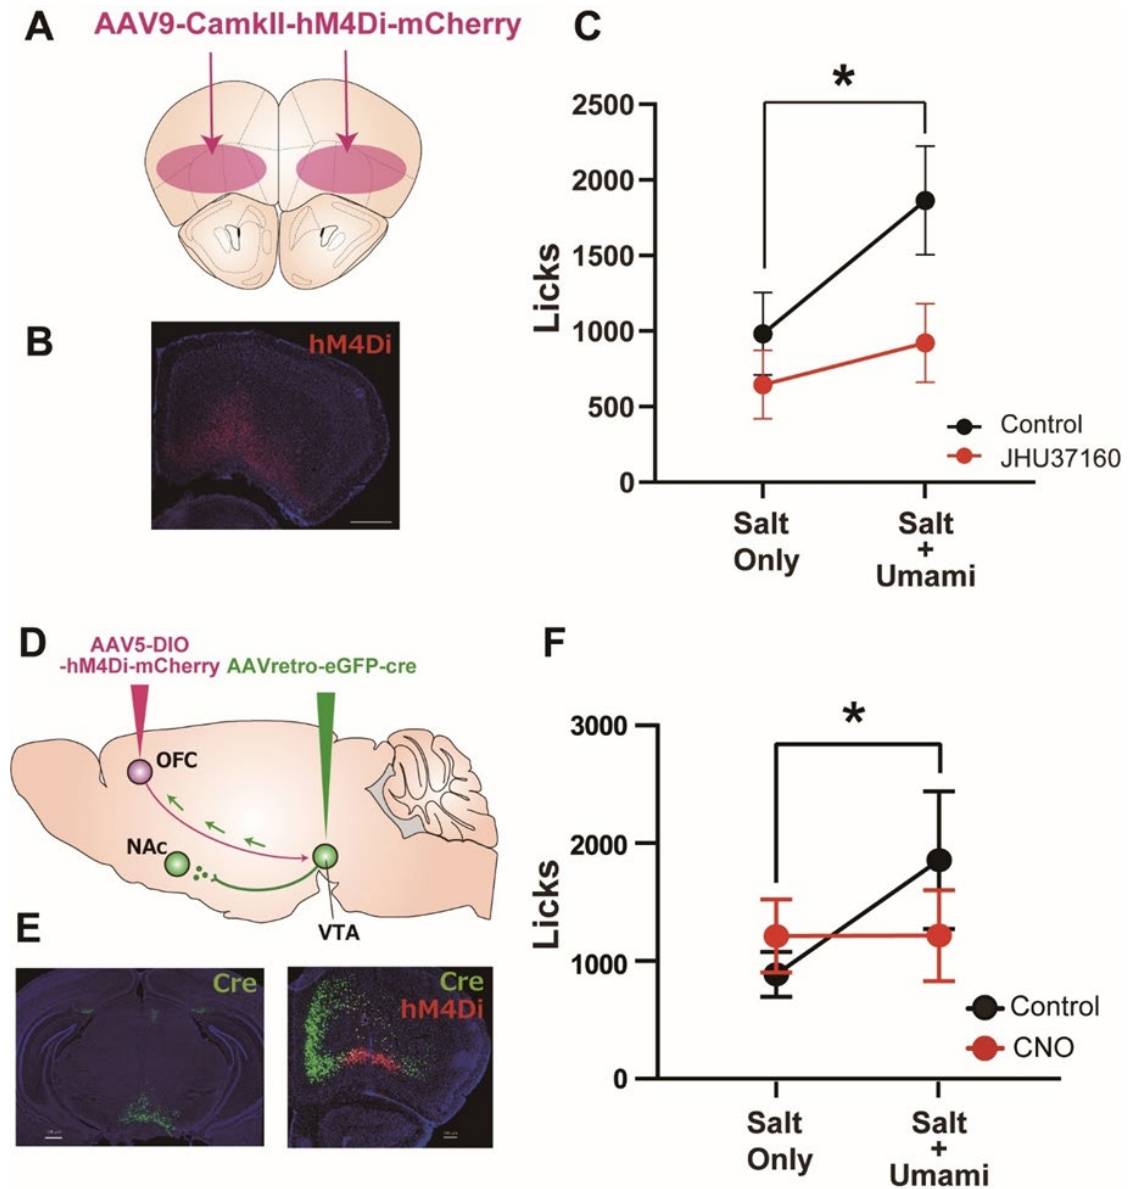 A
AAV9-CamkII-hM4Di-mCherry
B
hM4Di
C
*
2500
2000
1500
1000
500
0
Licks
Control
JHU37160
Salt
Only
Salt
+
Umami
D
AAV5-DIO
-hM4Di-mCherry
AAVretro-eGFP-cre
OFC
NAc
VTA
E
Cre
Cre
hM4Di
F
*
3000
2000
1000
0
Licks
Control
CNO
Salt
Only
Salt
+
Umami